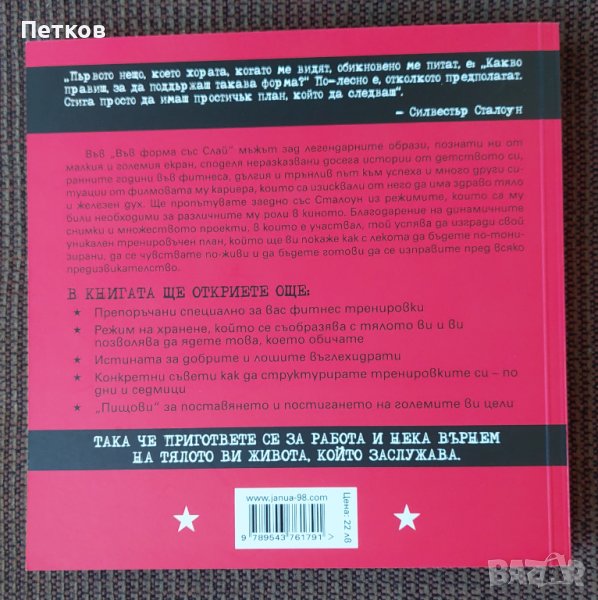 Петков
„Първото нещо, което хората, когато ме видят, обикновено ме питат, е: „Какво
правиш, за да поддържаш такава форма?“ По-лесно е, отколкото предполагат.
Стига просто да имаш простичък план, който да следваш“.
– Силвестър Сталоун
Във „Във форма със Слай“ мъжът зад легендарните образи, познати ни от
малкия и големия екран, споделя неразказвани досега истории от детството си,
ранните години във фитнеса, дългия и трънлив път към успеха и много други си-
туации от филмовата му кариера, които са изисквали от него да има здраво тяло
и железен дух. Ще пропътувате заедно със Сталоун из режимите, които са му
били необходими за различните му роли в киното. Благодарение на динамичните
снимки и множеството проекти, в които е участвал, той успява да изгради свой
уникален тренировъчен план, който ще ви покаже как с лекота да бъдете по-тони-
зирани, да се чувствате по-живи и да бъдете готови да се изправите пред всяко
предизвикателство.
В КНИГАТА ЩЕ ОТКРИЕТЕ ОЩЕ:
★ Препоръчани специално за вас фитнес тренировки
★ Режим на хранене, който се съобразява с тялото ви и ви
позволява да ядете това, което обичате
★ Истината за добрите и лошите въглехидрати
★ Конкретни съвети как да структурирате тренировките си – по
дни и седмици
★ „Пищови“ за поставянето и постигането на големите ви цели
ТАКА ЧЕ ПРИГОТВЕТЕ СЕ ЗА РАБОТА И НЕКА ВЪРНЕМ
НА ТЯЛОТО ВИ ЖИВОТА, КОЙТО ЗАСЛУЖАВА.
www.janua-98.com
9 789543 761791 >
Цена: 22 лв
БАЗАР